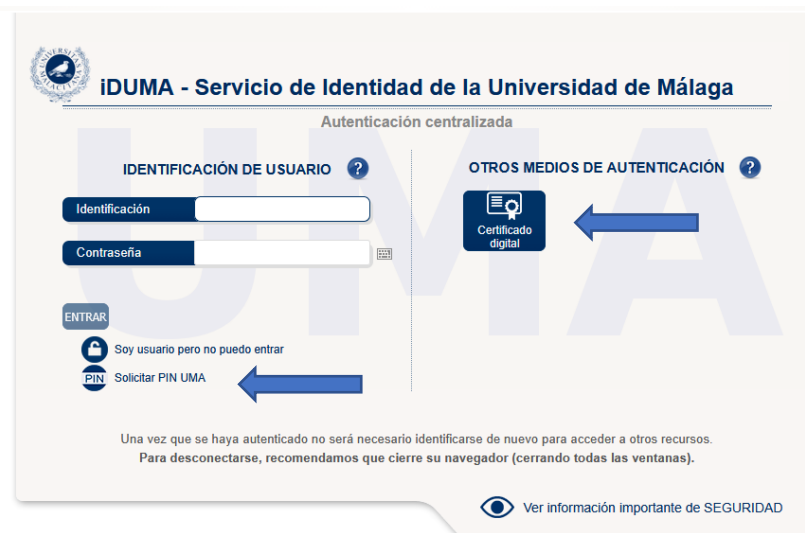 UNIVERSITAS MALACITANA
iDUMA - Servicio de Identidad de la Universidad de Málaga
Autenticación centralizada
IDENTIFICACIÓN DE USUARIO ?
Identificación
Contraseña
ENTRAR
Soy usuario pero no puedo entrar
PIN Solicitar PIN UMA
OTROS MEDIOS DE AUTENTICACIÓN ?
Certificado
digital
UMA
Una vez que se haya autenticado no será necesario identificarse de nuevo para acceder a otros recursos.
Para desconectarse, recomendamos que cierre su navegador (cerrando todas las ventanas).
Ver información importante de SEGURIDAD